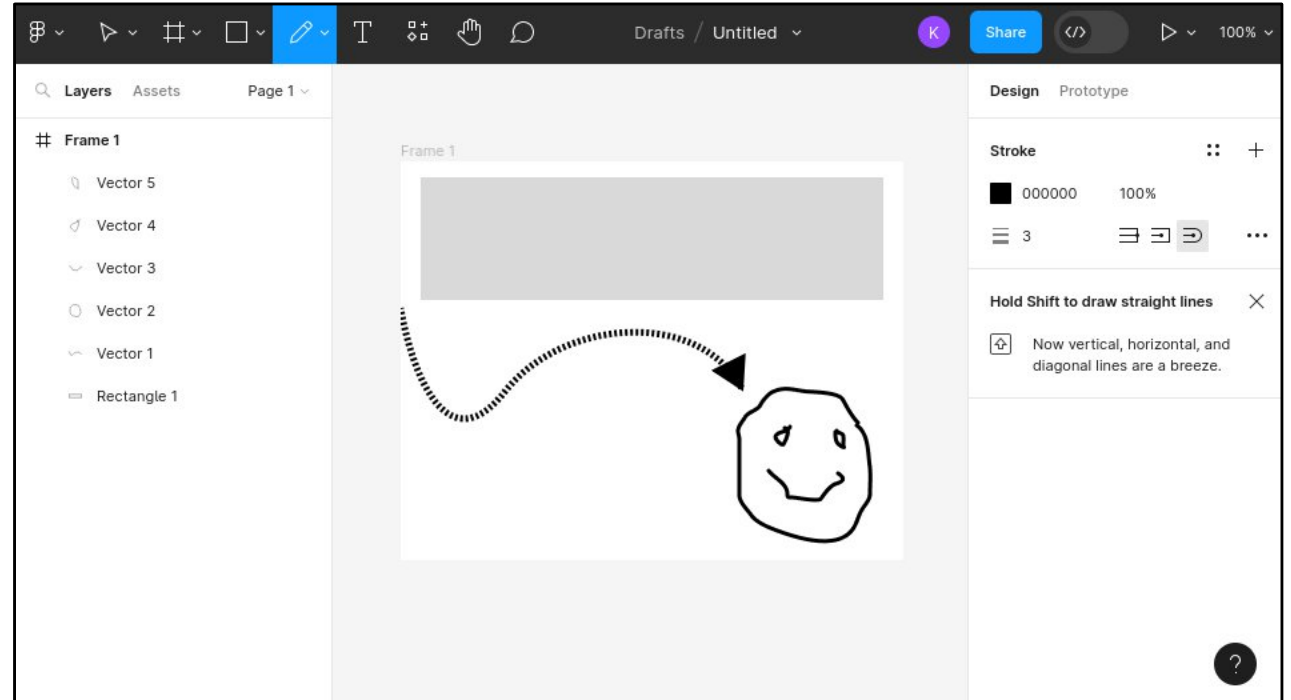 T
Drafts / Untitled
K
Share
</>
100%
Layers Assets Page 1
Design Prototype
Frame 1
Vector 5
Vector 4
Vector 3
Vector 2
Vector 1
Rectangle 1
Frame 1
Stroke
000000 100%
3
Hold Shift to draw straight lines
Now vertical, horizontal, and
diagonal lines are a breeze.
?